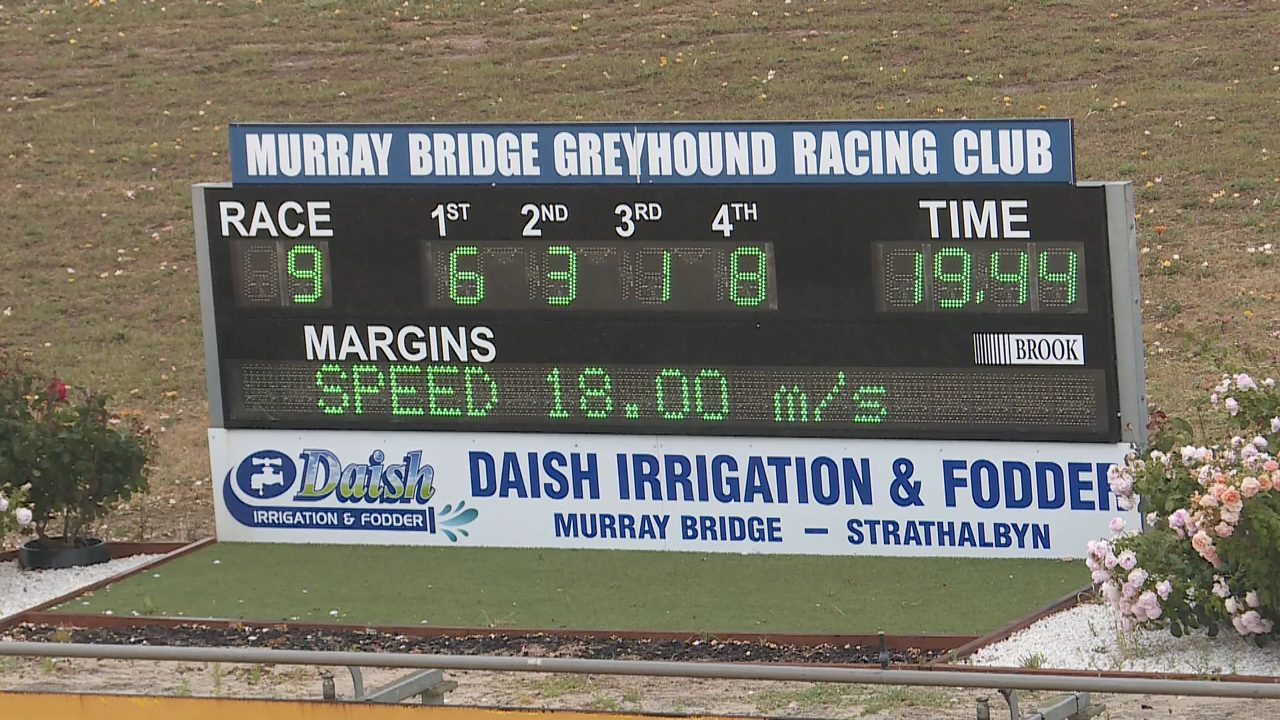 MURRAY BRIDGE GREYHOUND RACING CLUB
RACE 1ST 2ND 3RD 4TH TIME
9 6 3 1 8 19.44
MARGINS
BROOK
SPEED 18.00 m/s
Daish
IRRIGATION & FODDER
DAISH IRRIGATION & FODDER
MURRAY BRIDGE – STRATHALBYN